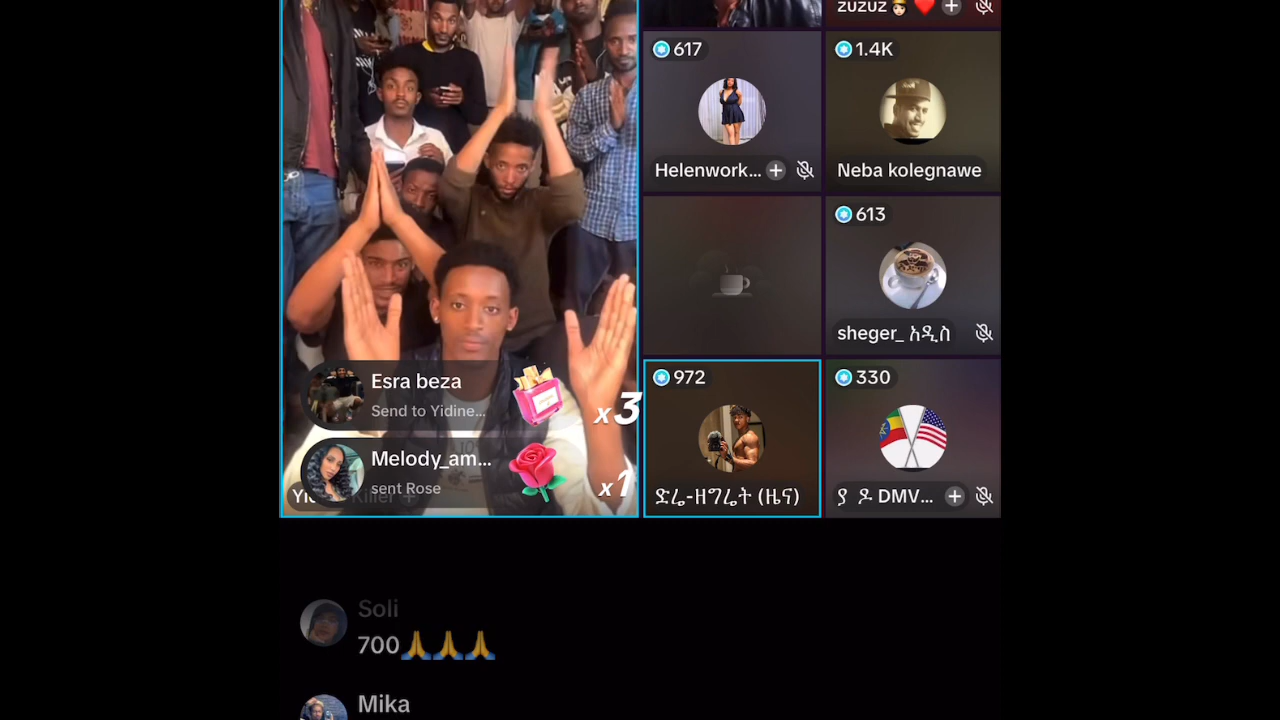 zuzuz
617
1.4K
Helenwork...
Neba kolegnawe
613
sheger_ አዲስ
972
330
ድሬ-ዘግሬት (ዜና)
ያ ዶ DMV...
Esra beza
Send to Yidine...
x3
Melody_am...
sent Rose
x1
Soli
700🙏🙏🙏
Mika